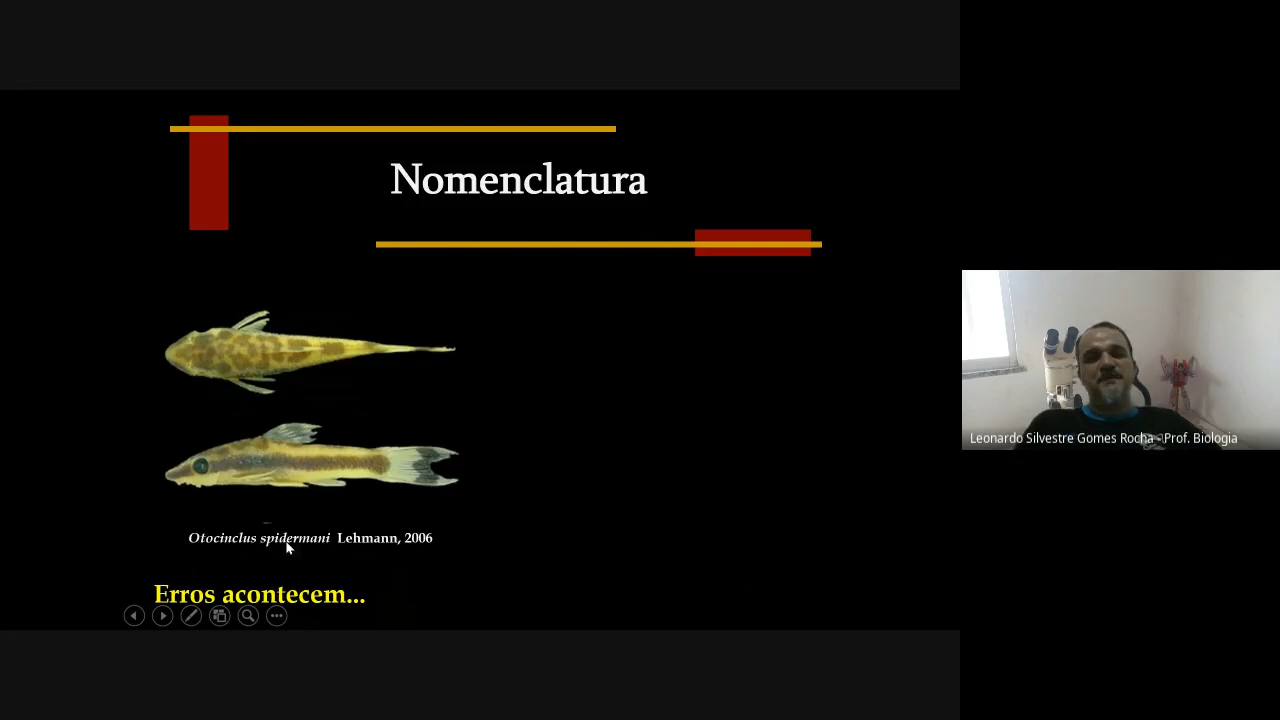 Nomenclatura
Otocinclus spidermani Lehmann, 2006
Erros acontecem...
Leonardo Silvestre Gomes Rocha - Prof. Biologia